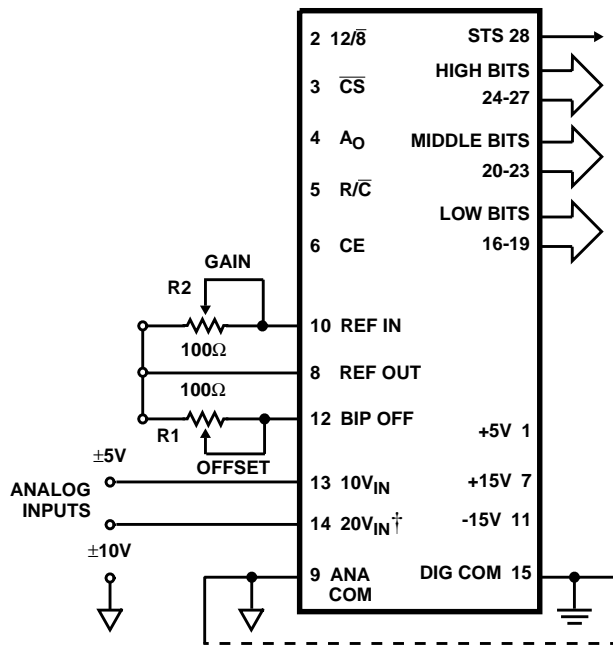 2 12/8̅
STS 28
HIGH BITS
24-27
3 C̅S̅
4 AO
MIDDLE BITS
20-23
5 R/C̅
LOW BITS
16-19
6 CE
GAIN
R2
10 REF IN
100Ω
8 REF OUT
100Ω
12 BIP OFF
R1
+5V 1
OFFSET
±5V
13 10VIN
+15V 7
ANALOG
INPUTS
14 20VIN†
-15V 11
±10V
9 ANA
COM
DIG COM 15